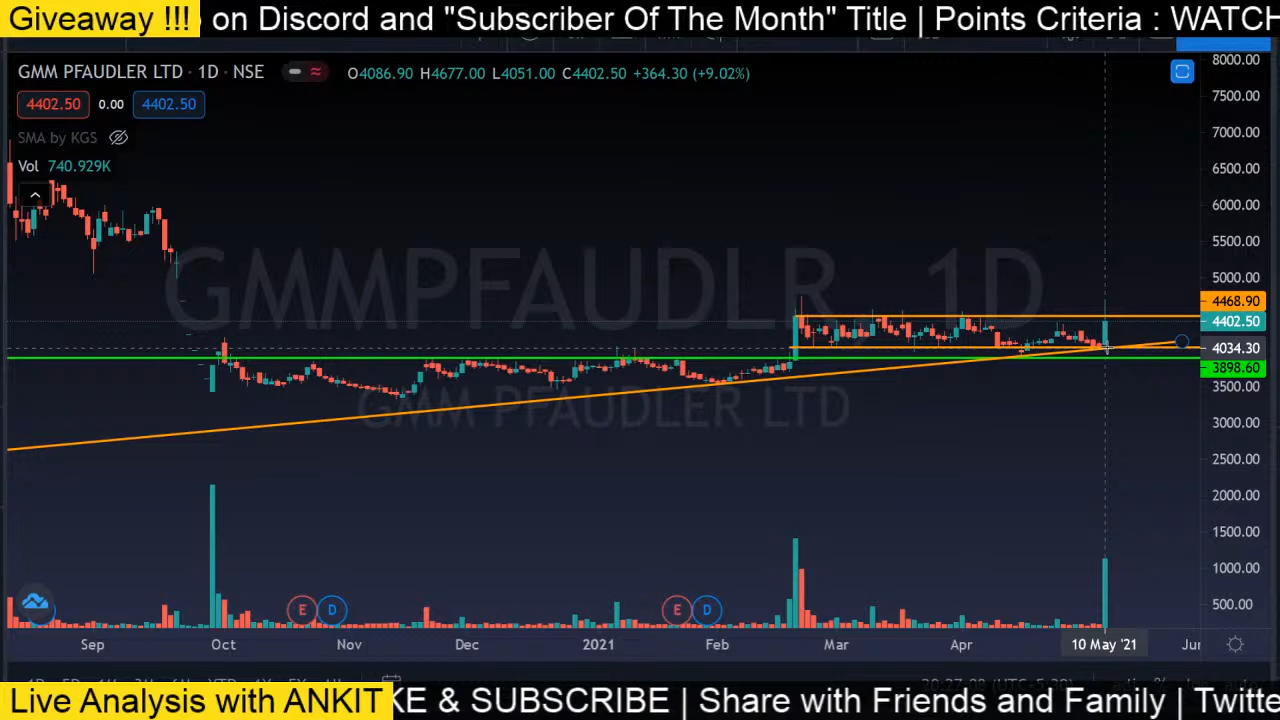 Giveaway !!! on Discord and "Subscriber Of The Month" Title | Points Criteria : WATCH
GMM PFAUDLER LTD · 1D · NSE O4086.90 H4677.00 L4051.00 C4402.50 +364.30 (+9.02%)
4402.50 0.00 4402.50
SMA by KGS
Vol 740.929K
GMMPFAUDLR 1D
GMM PFAUDLER LTD
8000.00
7500.00
7000.00
6500.00
6000.00
5500.00
5000.00
4468.90
4402.50
4034.30
3898.60
3500.00
3000.00
2500.00
2000.00
1500.00
1000.00
500.00
E D E D
Sep Oct Nov Dec 2021 Feb Mar Apr 10 May '21 Jun
Live Analysis with ANKIT KE & SUBSCRIBE | Share with Friends and Family | Twitte